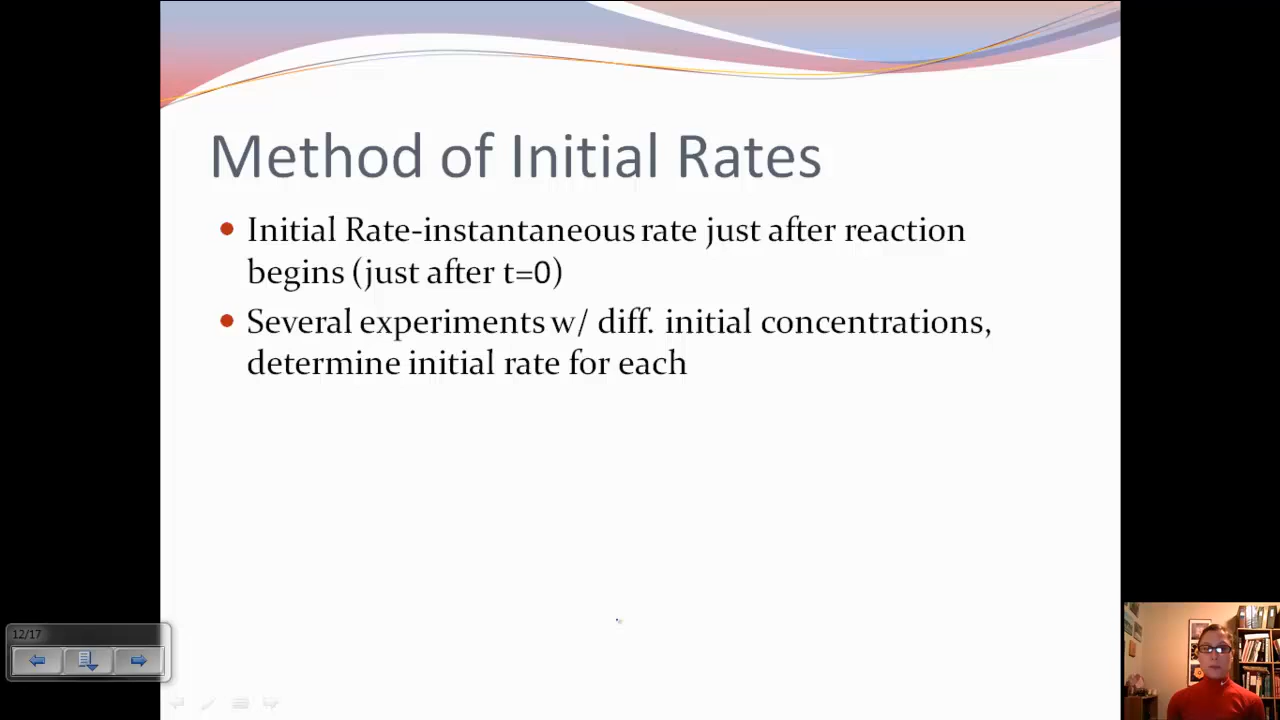 Method of Initial Rates
Initial Rate-instantaneous rate just after reaction
begins (just after t=0)
Several experiments w/ diff. initial concentrations,
determine initial rate for each
12/17